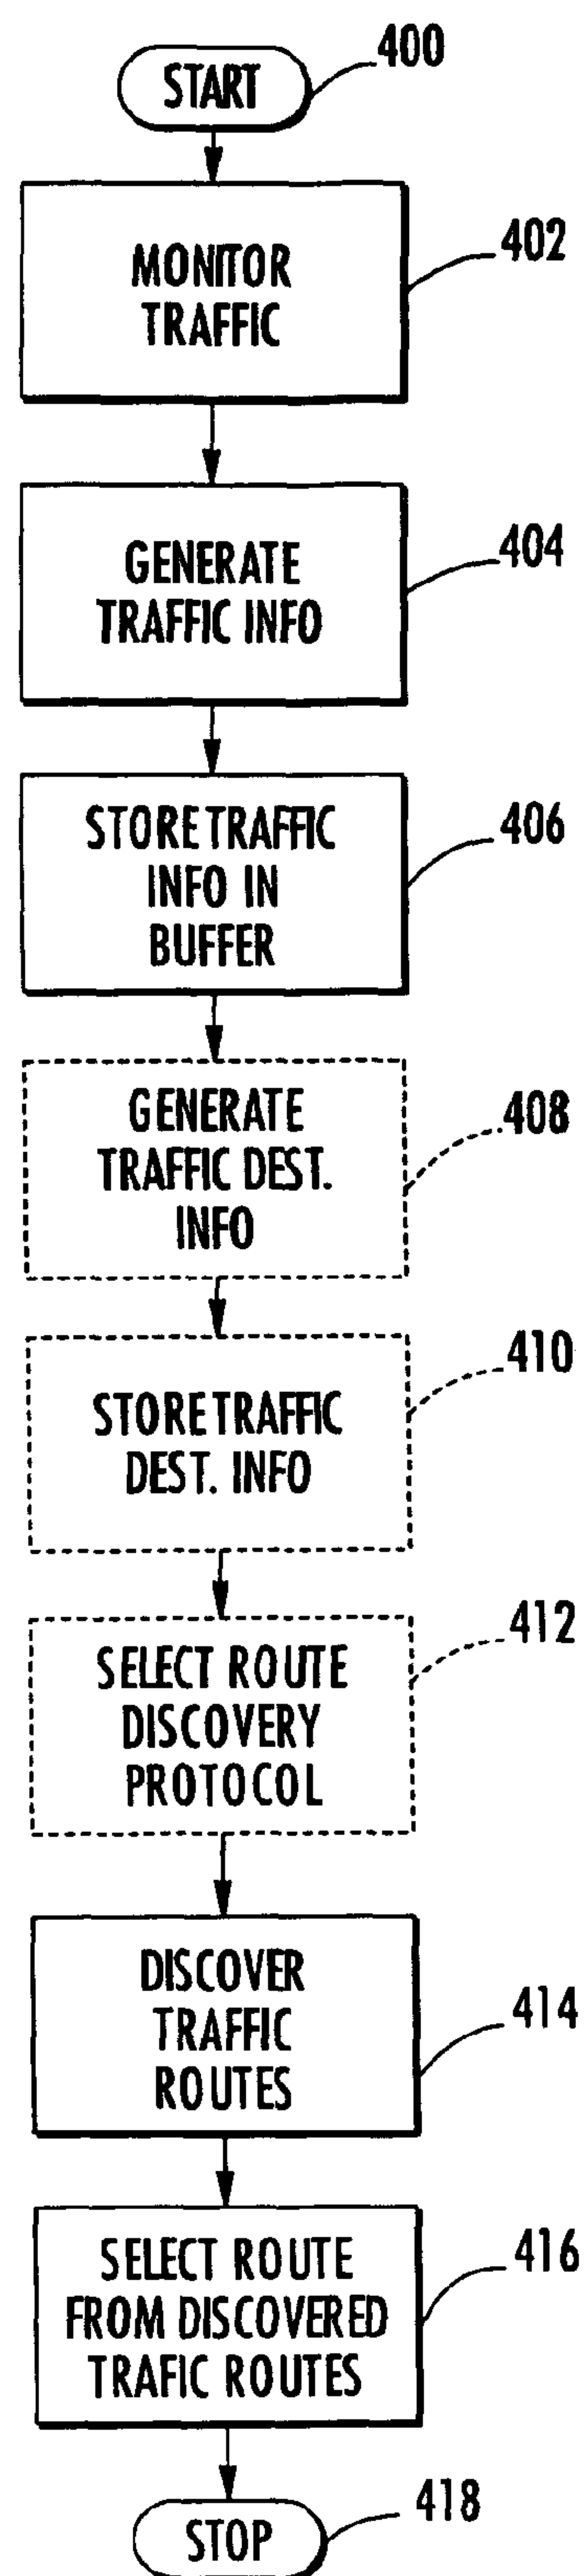 START
400
MONITOR
TRAFFIC
402
GENERATE
TRAFFIC INFO
404
STORE TRAFFIC
INFO IN
BUFFER
406
GENERATE
TRAFFIC DEST.
INFO
408
STORE TRAFFIC
DEST. INFO
410
SELECT ROUTE
DISCOVERY
PROTOCOL
412
DISCOVER
TRAFFIC
ROUTES
414
SELECT ROUTE
FROM DISCOVERED
TRAFIC ROUTES
416
STOP
418